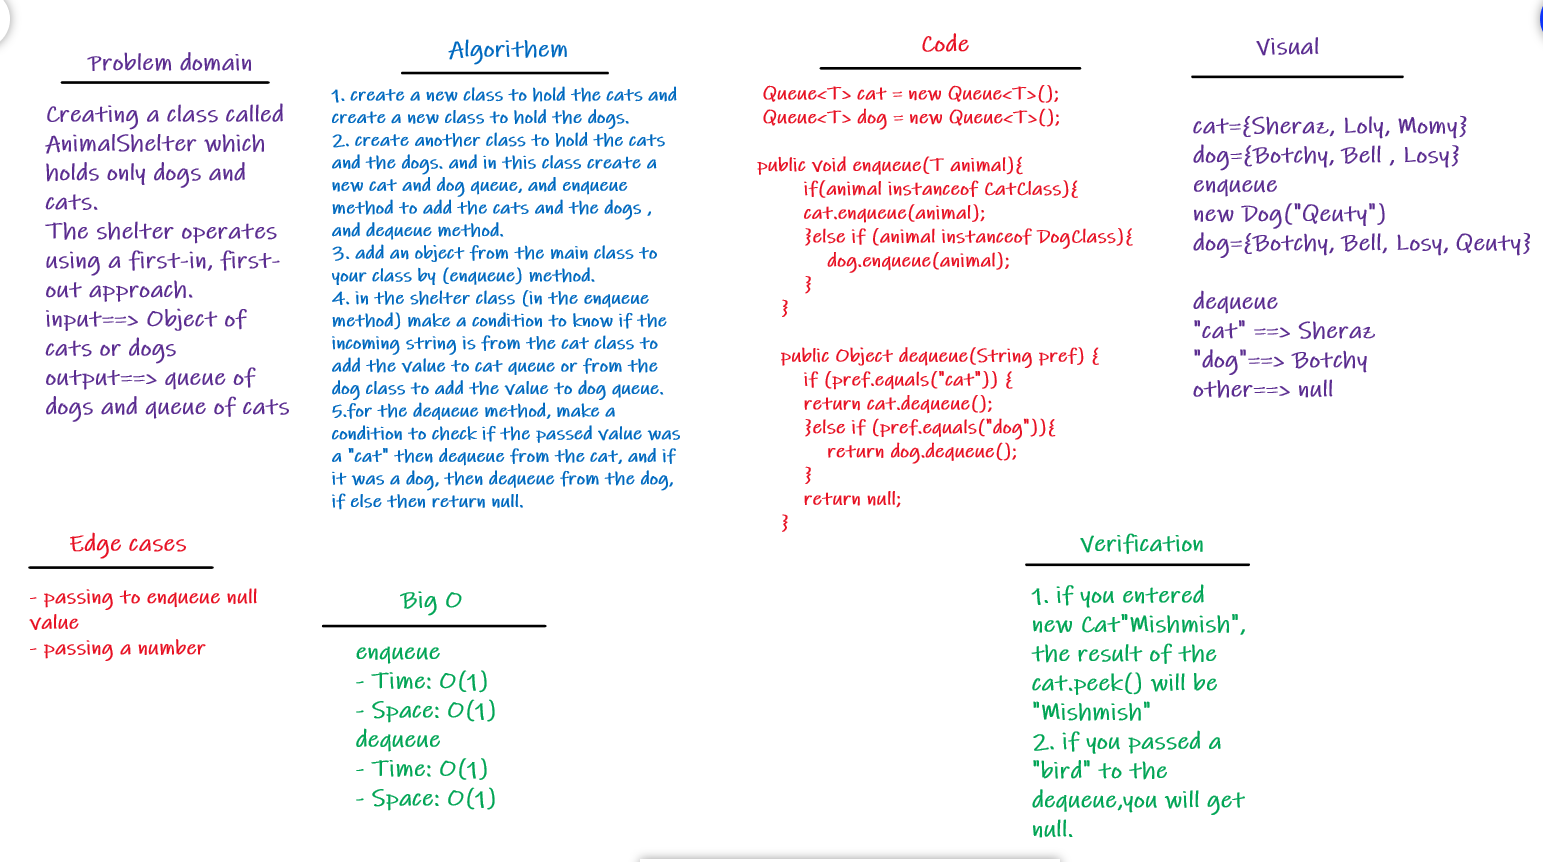 Problem domain
Creating a class called
AnimalShelter which
holds only dogs and
cats.
The shelter operates
using a first-in, first-
out approach.
input==> Object of
cats or dogs
output==> queue of
dogs and queue of cats
Algorithem
1. create a new class to hold the cats and
create a new class to hold the dogs.
2. create another class to hold the cats
and the dogs. and in this class create a
new cat and dog queue, and enqueue
method to add the cats and the dogs ,
and dequeue method.
3. add an object from the main class to
your class by (enqueue) method.
4. in the shelter class (in the enqueue
method) make a condition to know if the
incoming string is from the cat class to
add the value to cat queue or from the
dog class to add the value to dog queue.
5.for the dequeue method, make a
condition to check if the passed value was
a "cat" then dequeue from the cat, and if
it was a dog, then dequeue from the dog,
if else then return null.
Code
Queue<T> cat = new Queue<T>();
Queue<T> dog = new Queue<T>();
public void enqueue(T animal){
if(animal instanceof CatClass){
cat.enqueue(animal);
}else if (animal instanceof DogClass){
dog.enqueue(animal);
}
}
public Object dequeue(String pref) {
if (pref.equals("cat")) {
return cat.dequeue();
}else if (pref.equals("dog")){
return dog.dequeue();
}
return null;
}
Visual
cat={Sheraz, Loly, Momy}
dog={Botchy, Bell , Losy}
enqueue
new Dog("Qeuty")
dog={Botchy, Bell, Losy, Qeuty}
dequeue
"cat" ==> Sheraz
"dog"==> Botchy
other==> null
Edge cases
- passing to enqueue null
value
- passing a number
Big O
enqueue
- Time: O(1)
- Space: O(1)
dequeue
- Time: O(1)
- Space: O(1)
Verification
1. if you entered
new Cat"Mishmish",
the result of the
cat.peek() will be
"Mishmish"
2. if you passed a
"bird" to the
dequeue,you will get
null.